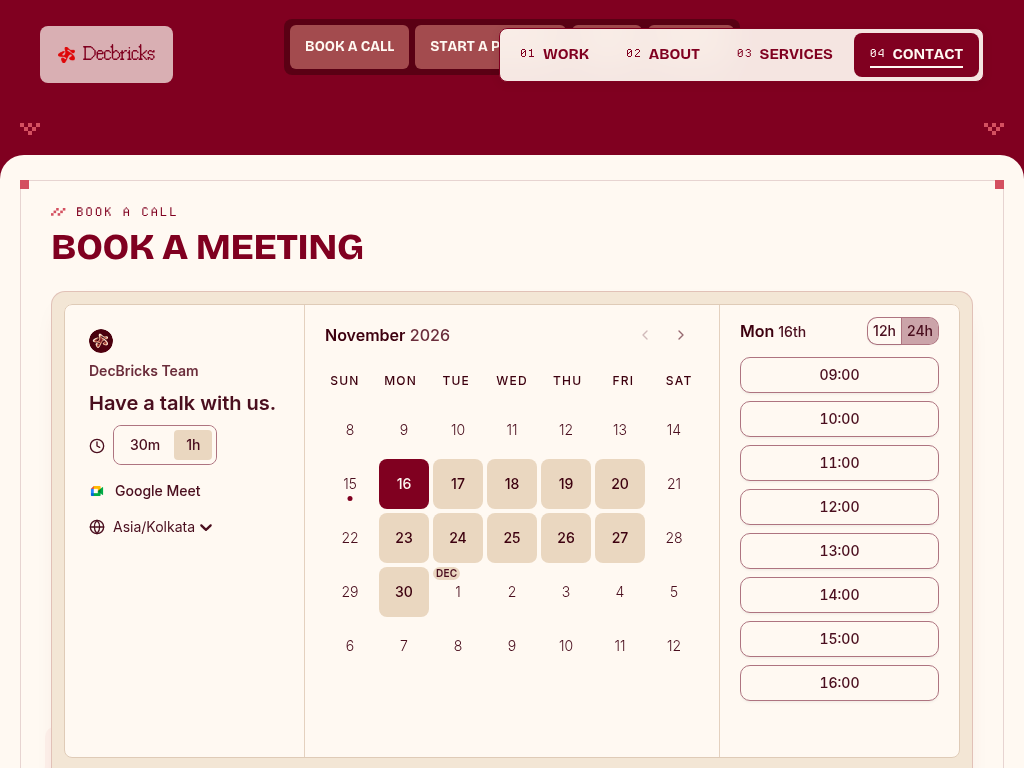 Decbricks
BOOK A CALL
START A P
01 WORK
02 ABOUT
03 SERVICES
04 CONTACT
BOOK A CALL
BOOK A MEETING
DecBricks Team
Have a talk with us.
30m 1h
Google Meet
Asia/Kolkata
November 2026
SUN MON TUE WED THU FRI SAT
8 9 10 11 12 13 14
15 16 17 18 19 20 21
22 23 24 25 26 27 28
DEC
29 30 1 2 3 4 5
6 7 8 9 10 11 12
Mon 16th
12h 24h
09:00
10:00
11:00
12:00
13:00
14:00
15:00
16:00